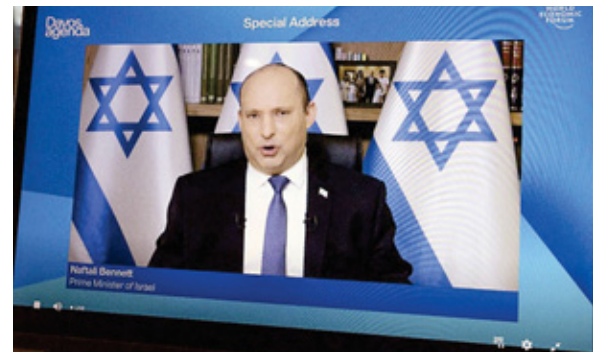 Davos
agenda
Special Address
WORLD
ECONOMIC
FORUM
Naftali Bennett
Prime Minister of Israel